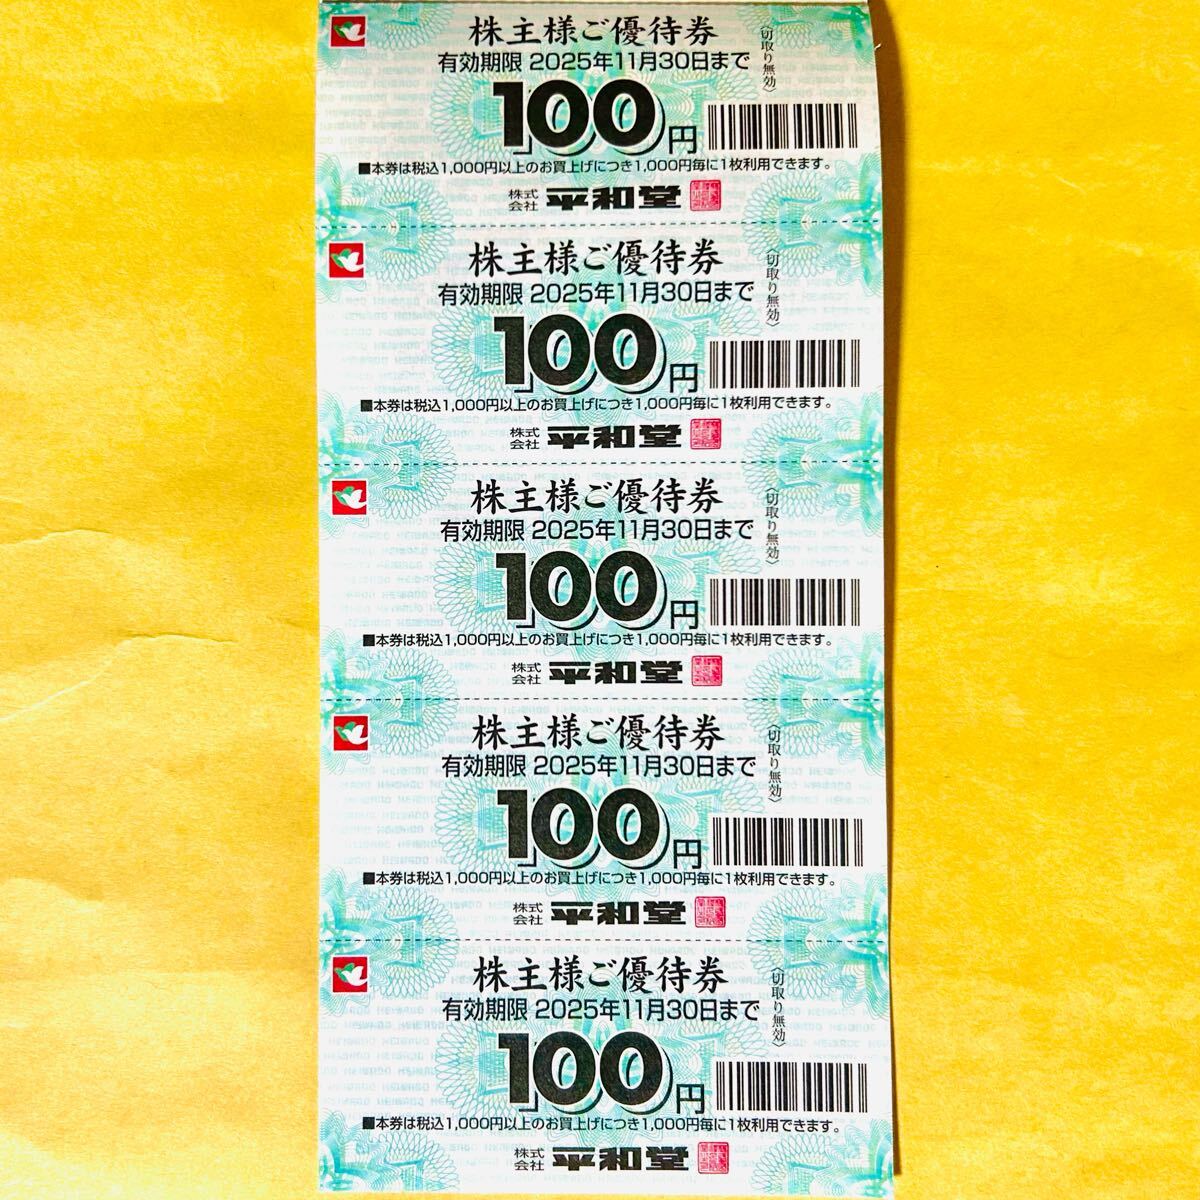 株主様ご優待券
〈切取り無効〉
有効期限 2025年11月30日まで
100円
■本券は税込1,000円以上のお買上げにつき1,000円毎に1枚利用できます。
株式会社 平和堂
株主様ご優待券
〈切取り無効〉
有効期限 2025年11月30日まで
100円
■本券は税込1,000円以上のお買上げにつき1,000円毎に1枚利用できます。
株式会社 平和堂
株主様ご優待券
〈切取り無効〉
有効期限 2025年11月30日まで
100円
■本券は税込1,000円以上のお買上げにつき1,000円毎に1枚利用できます。
株式会社 平和堂
株主様ご優待券
〈切取り無効〉
有効期限 2025年11月30日まで
100円
■本券は税込1,000円以上のお買上げにつき1,000円毎に1枚利用できます。
株式会社 平和堂
株主様ご優待券
〈切取り無効〉
有効期限 2025年11月30日まで
100円
■本券は税込1,000円以上のお買上げにつき1,000円毎に1枚利用できます。
株式会社 平和堂